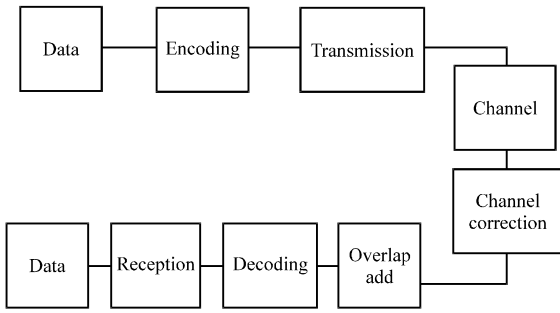 Data
Encoding
Transmission
Channel
Channel
correction
Overlap
add
Decoding
Reception
Data